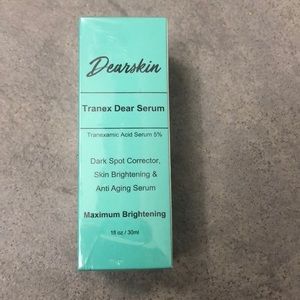 Dearskin
Tranex Dear Serum
Tranexamic Acid Serum 5%
Dark Spot Corrector,
Skin Brightening &
Anti Aging Serum
Maximum Brightening
1fl oz / 30ml